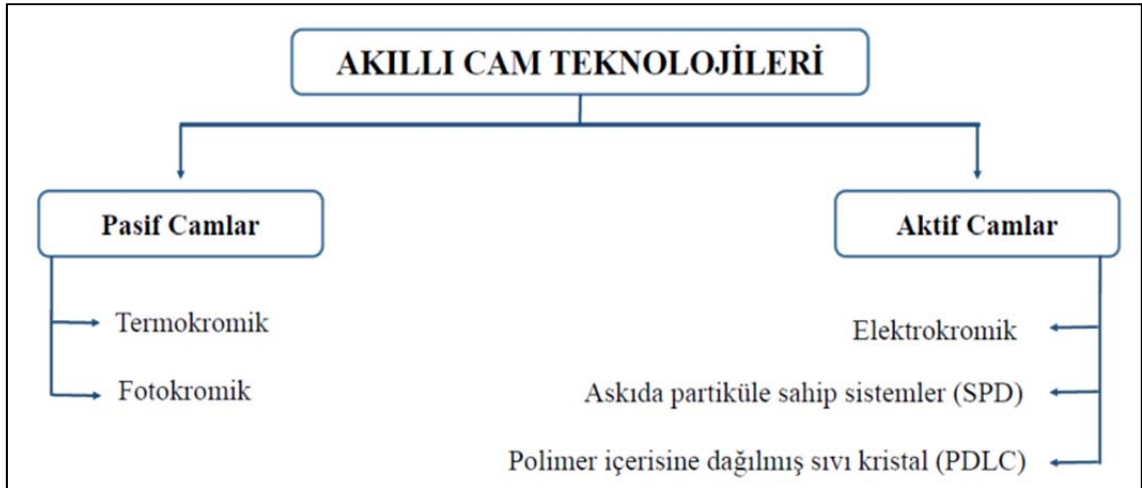 AKILLI CAM TEKNOLOJİLERİ
Pasif Camlar
Termokromik
Fotokromik
Aktif Camlar
Elektrokromik
Askıda partiküle sahip sistemler (SPD)
Polimer içerisine dağılmış sıvı kristal (PDLC)